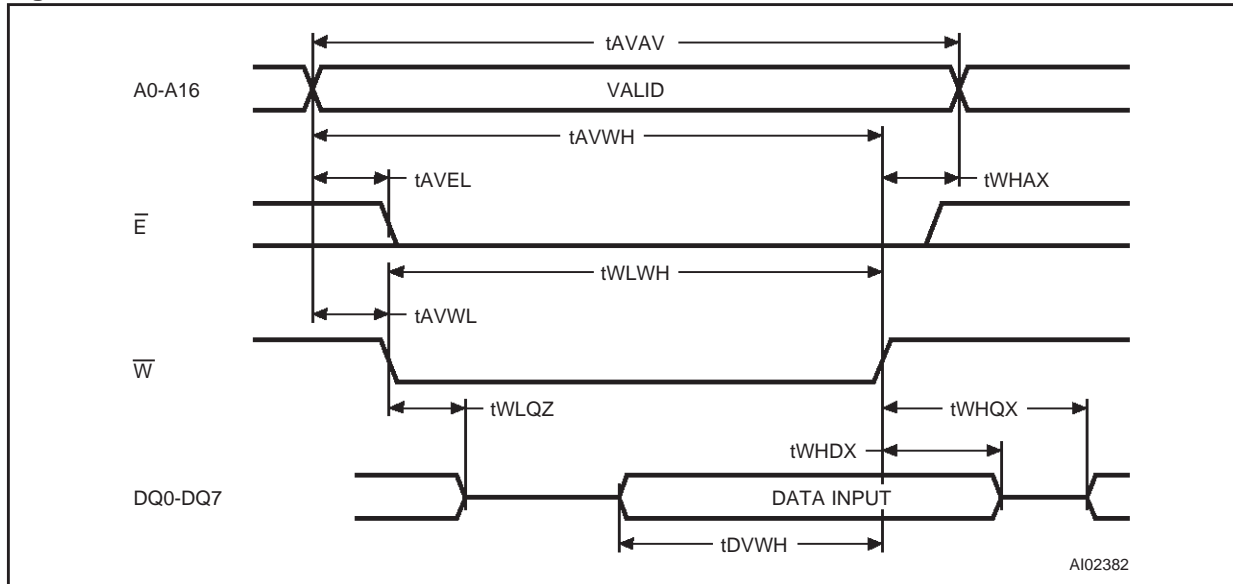 tAVAV
A0-A16
VALID
tAVWH
tAVEL
tWHAX
E̅
tWLWH
tAVWL
W̅
tWLQZ
tWHQX
tWHDX
DQ0-DQ7
DATA INPUT
tDVWH
AI02382